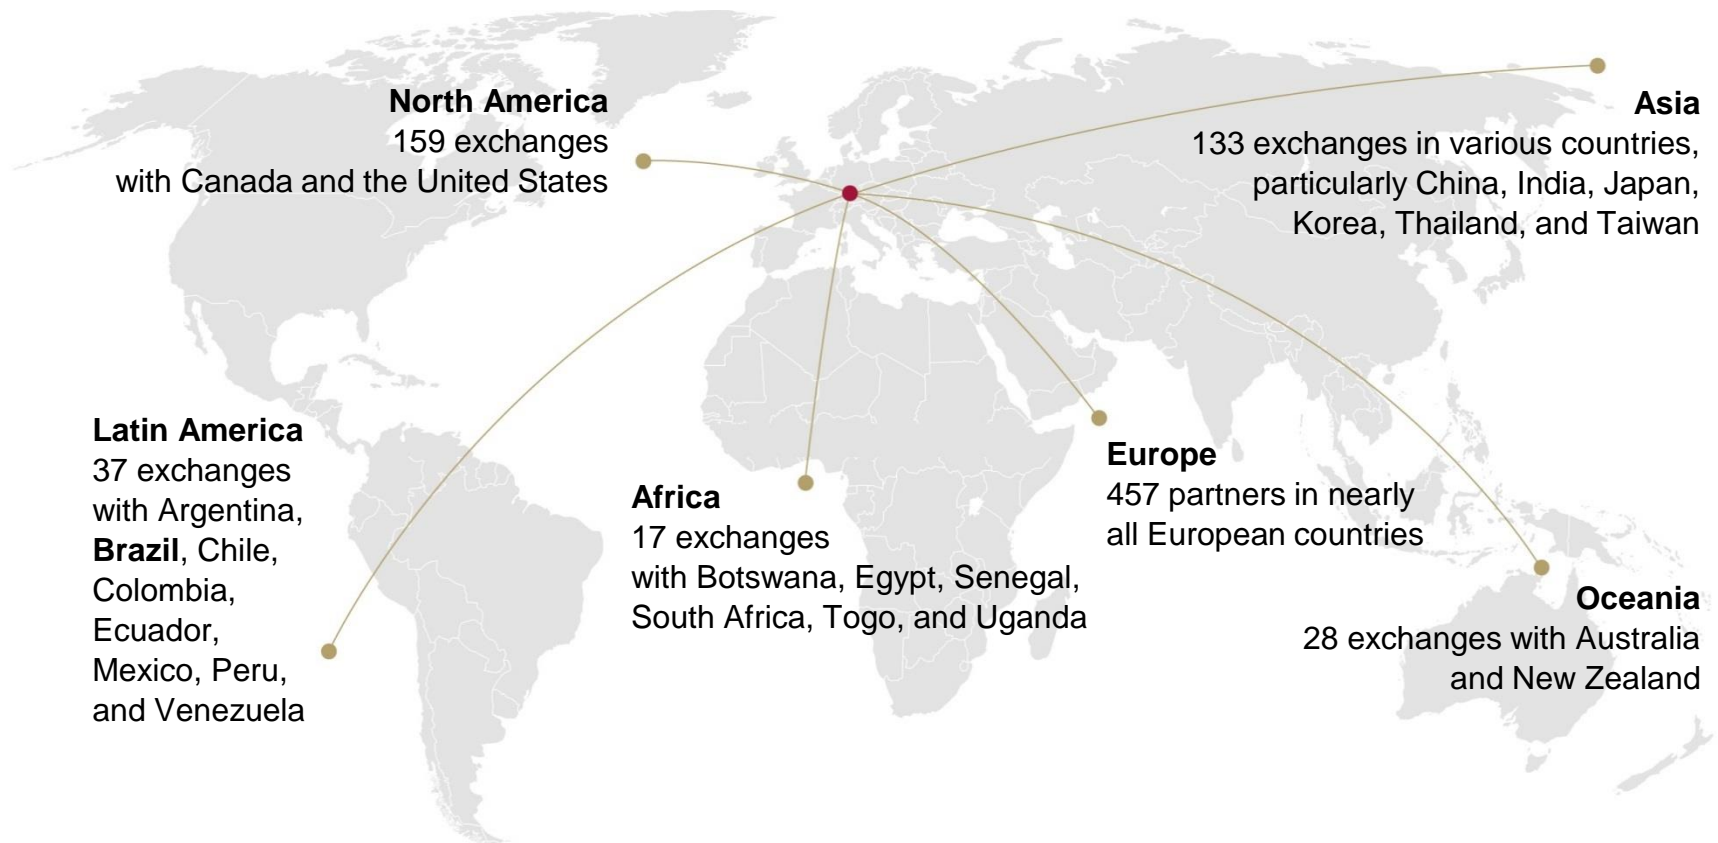 North America
159 exchanges
with Canada and the United States
Asia
133 exchanges in various countries,
particularly China, India, Japan,
Korea, Thailand, and Taiwan
Latin America
37 exchanges
with Argentina,
Brazil, Chile,
Colombia,
Ecuador,
Mexico, Peru,
and Venezuela
Africa
17 exchanges
with Botswana, Egypt, Senegal,
South Africa, Togo, and Uganda
Europe
457 partners in nearly
all European countries
Oceania
28 exchanges with Australia
and New Zealand